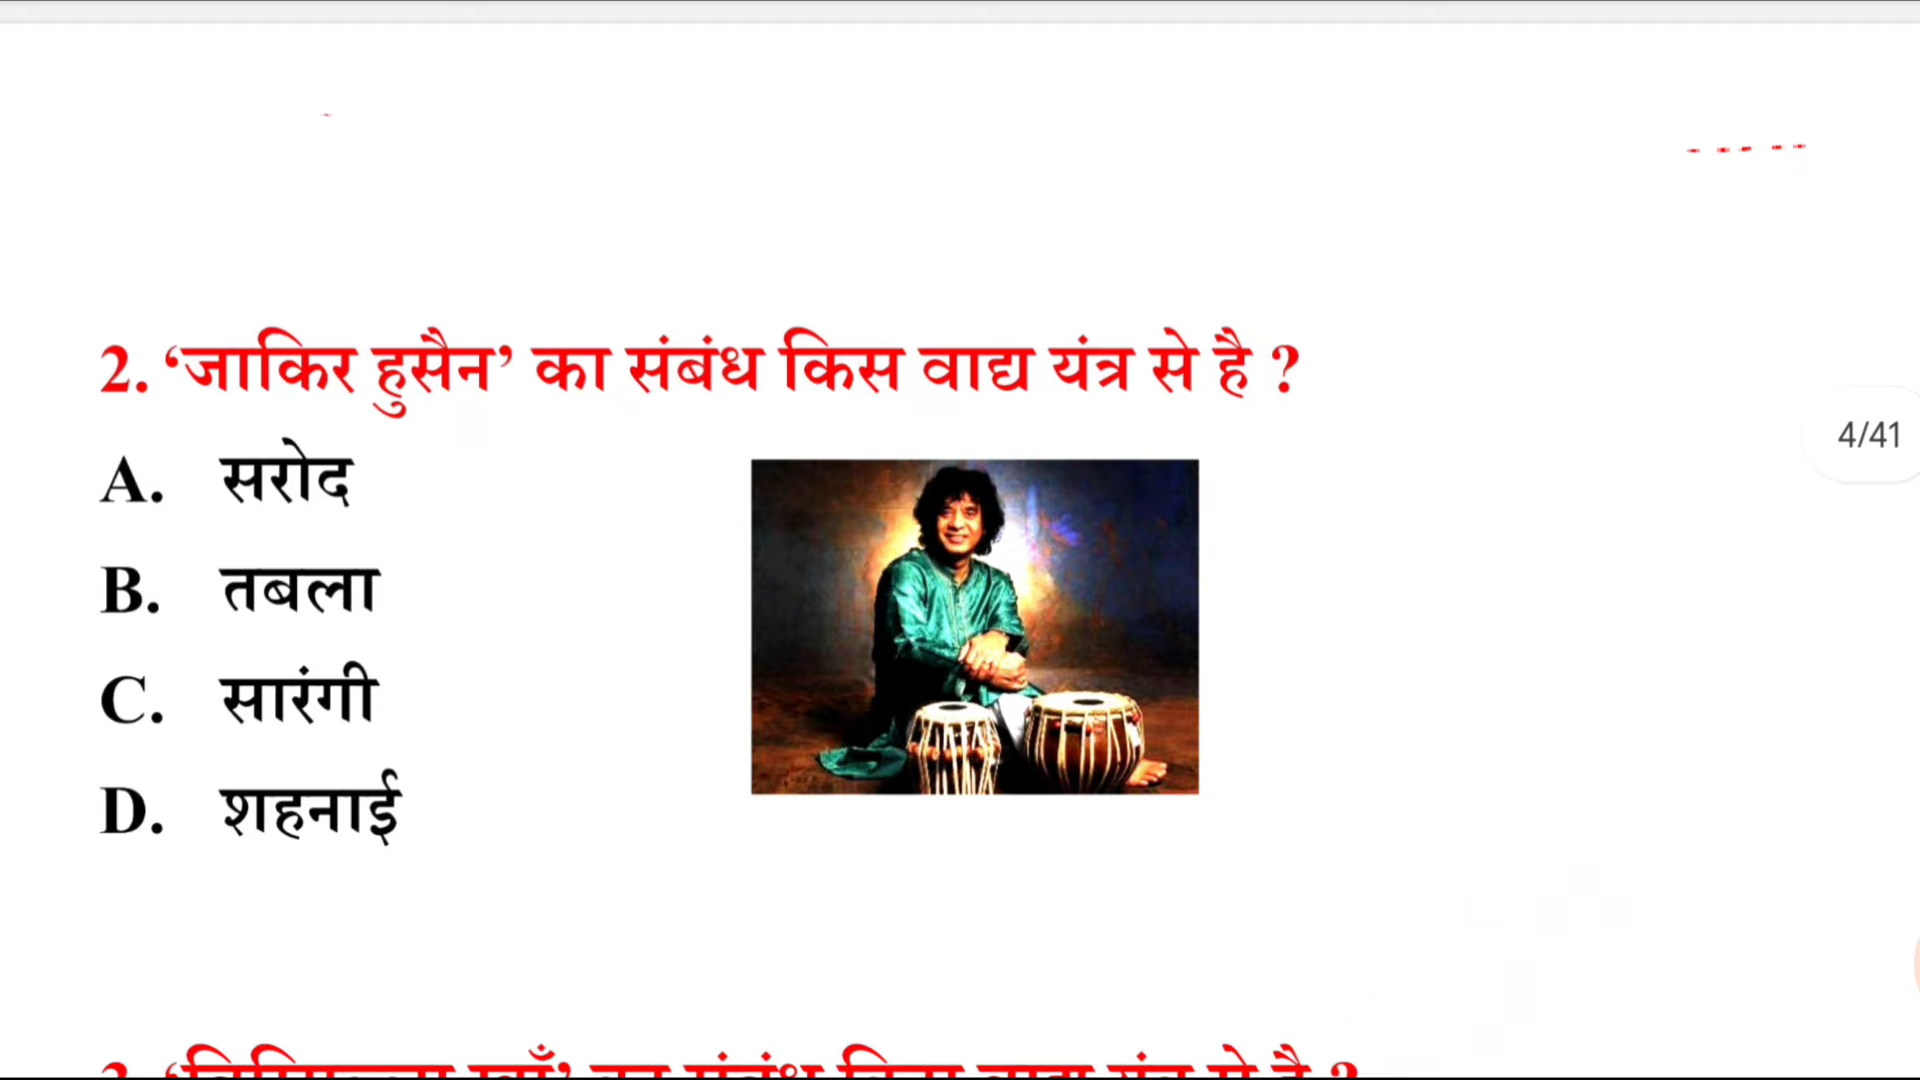 2. ‘जाकिर हुसैन’ का संबंध किस वाद्य यंत्र से है ?
4/41
A. सरोद
B. तबला
C. सारंगी
D. शहनाई